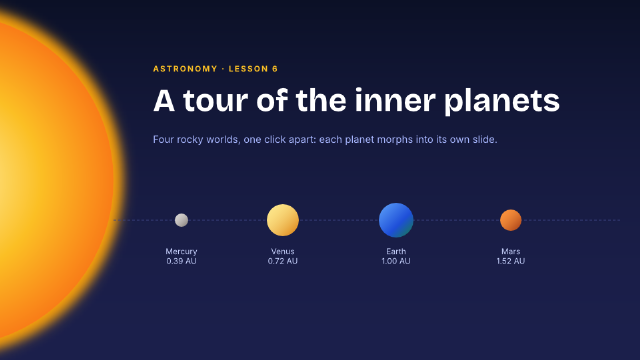 ASTRONOMY · LESSON 6
A tour of the inner planets
Four rocky worlds, one click apart: each planet morphs into its own slide.
Mercury
0.39 AU
Venus
0.72 AU
Earth
1.00 AU
Mars
1.52 AU